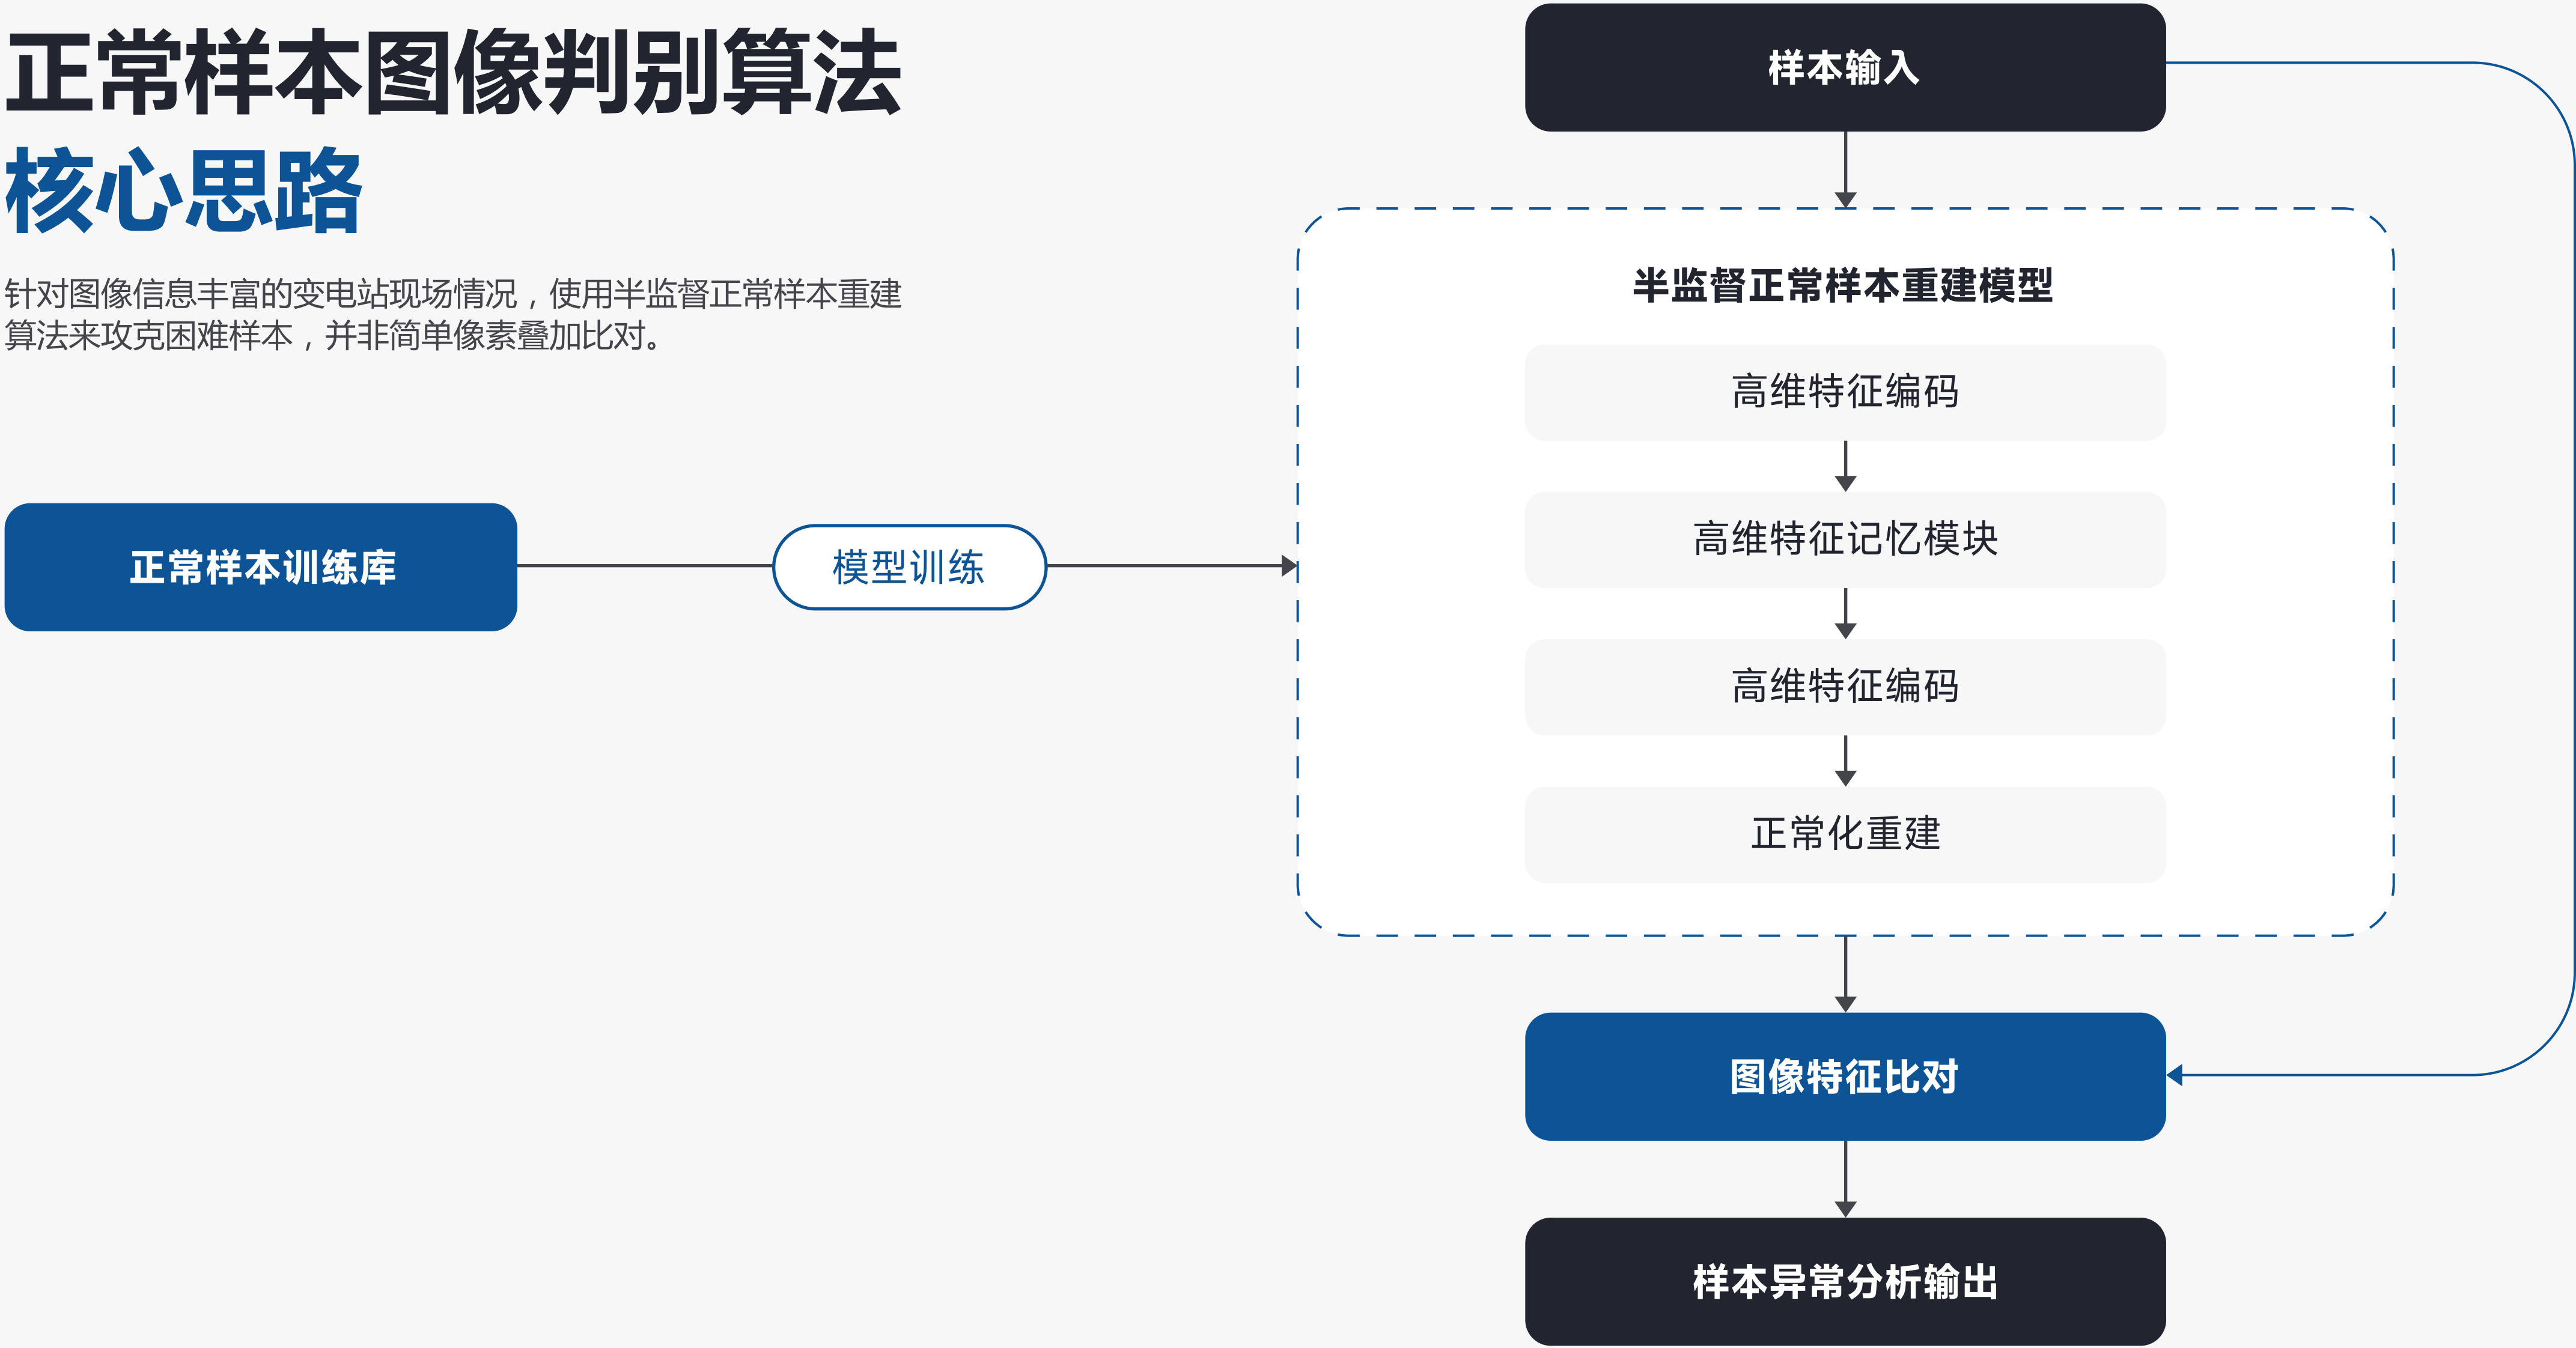 正常样本图像判别算法
核心思路
针对图像信息丰富的变电站现场情况，使用半监督正常样本重建
算法来攻克困难样本，并非简单像素叠加比对。
正常样本训练库
模型训练
样本输入
半监督正常样本重建模型
高维特征编码
高维特征记忆模块
高维特征编码
正常化重建
图像特征比对
样本异常分析输出